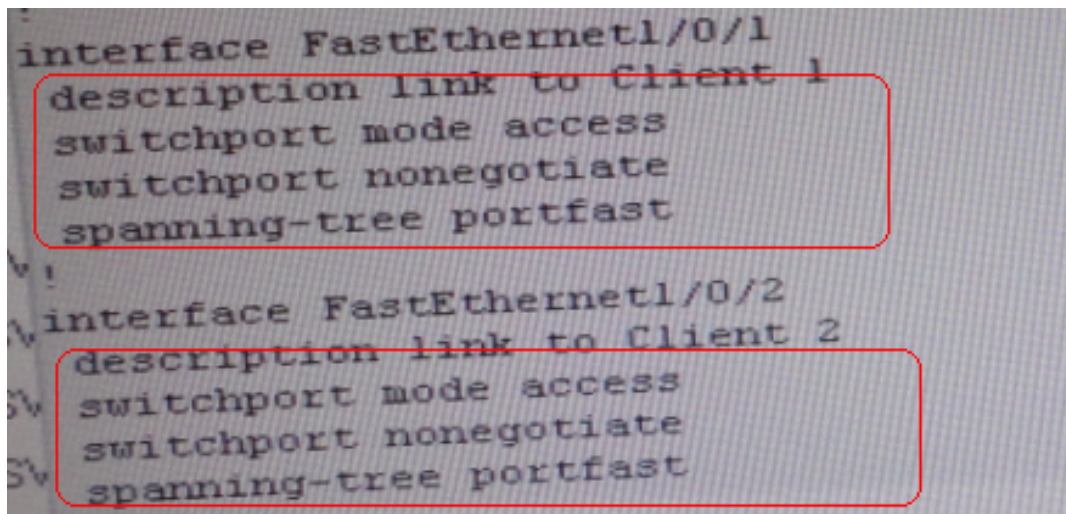 !
interface FastEthernet1/0/1
description link to Client 1
switchport mode access
switchport nonegotiate
spanning-tree portfast
!
interface FastEthernet1/0/2
description link to Client 2
switchport mode access
switchport nonegotiate
spanning-tree portfast